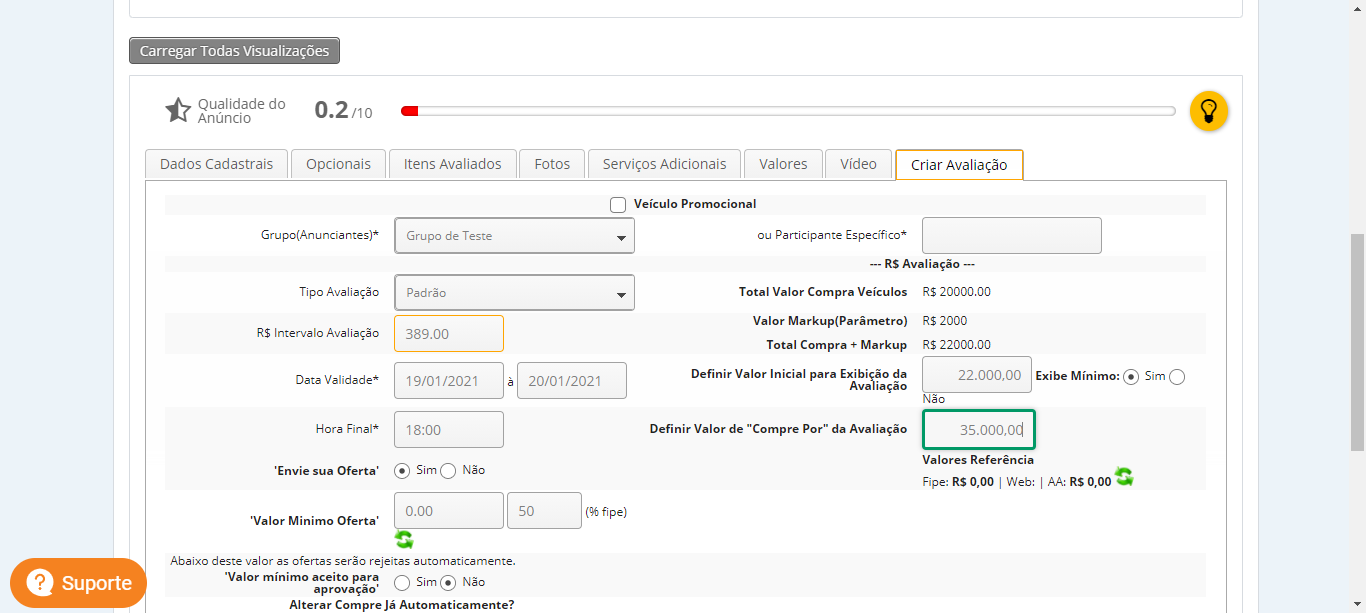 Carregar Todas Visualizações
Qualidade do
Anúncio
0.2 /10
Dados Cadastrais Opcionais Itens Avaliados Fotos Serviços Adicionais Valores Vídeo Criar Avaliação
Veículo Promocional
Grupo(Anunciantes)* Grupo de Teste ou Participante Específico*
--- R$ Avaliação ---
Tipo Avaliação Padrão Total Valor Compra Veículos R$ 20000.00
Valor Markup(Parâmetro) R$ 2000
R$ Intervalo Avaliação 389.00
Total Compra + Markup R$ 22000.00
Data Validade* 19/01/2021 à 20/01/2021
Definir Valor Inicial para Exibição da
Avaliação
22.000,00 Exibe Mínimo: Sim
Não
Hora Final* 18:00 Definir Valor de "Compre Por" da Avaliação 35.000,00
'Envie sua Oferta' Sim Não
Valores Referência
Fipe: R$ 0,00 | Web: | AA: R$ 0,00
'Valor Minimo Oferta' 0.00 50 (% fipe)
Abaixo deste valor as ofertas serão rejeitas automaticamente.
'Valor mínimo aceito para
aprovação' Sim Não
Alterar Compre Já Automaticamente?
? Suporte